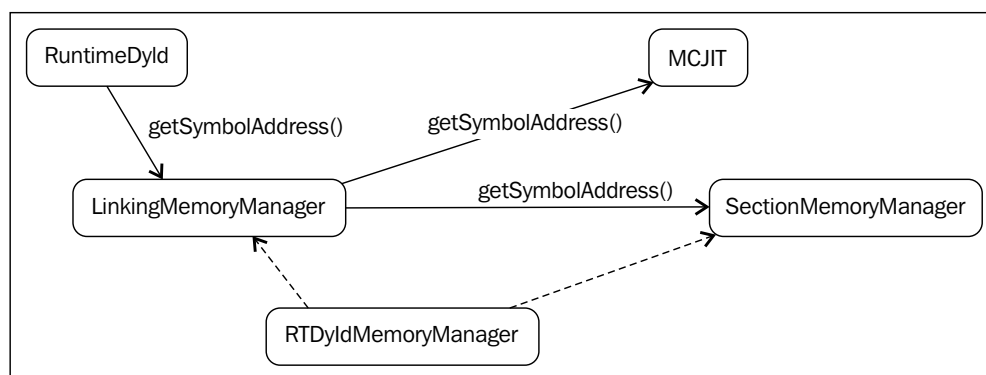 RuntimeDyld
MCJIT
getSymbolAddress()
getSymbolAddress()
getSymbolAddress()
LinkingMemoryManager
SectionMemoryManager
RTDyldMemoryManager